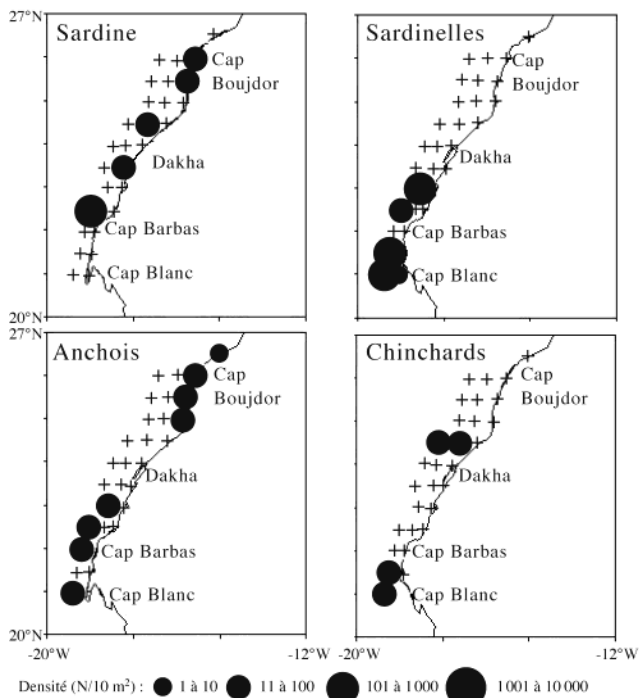 27°N
Sardine
Cap
Boujdor
Dakha
Cap Barbas
Cap Blanc
20°N
Sardinelles
Cap
Boujdor
Dakha
Cap Barbas
Cap Blanc
27°N
Anchois
Cap
Boujdor
Dakha
Cap Barbas
Cap Blanc
20°N
Chinchards
Cap
Boujdor
Dakha
Cap Barbas
Cap Blanc
-20°W
-12°W
-12°W
Densité (N/10 m²) : 1 à 10 11 à 100 101 à 1 000 1 001 à 10 000